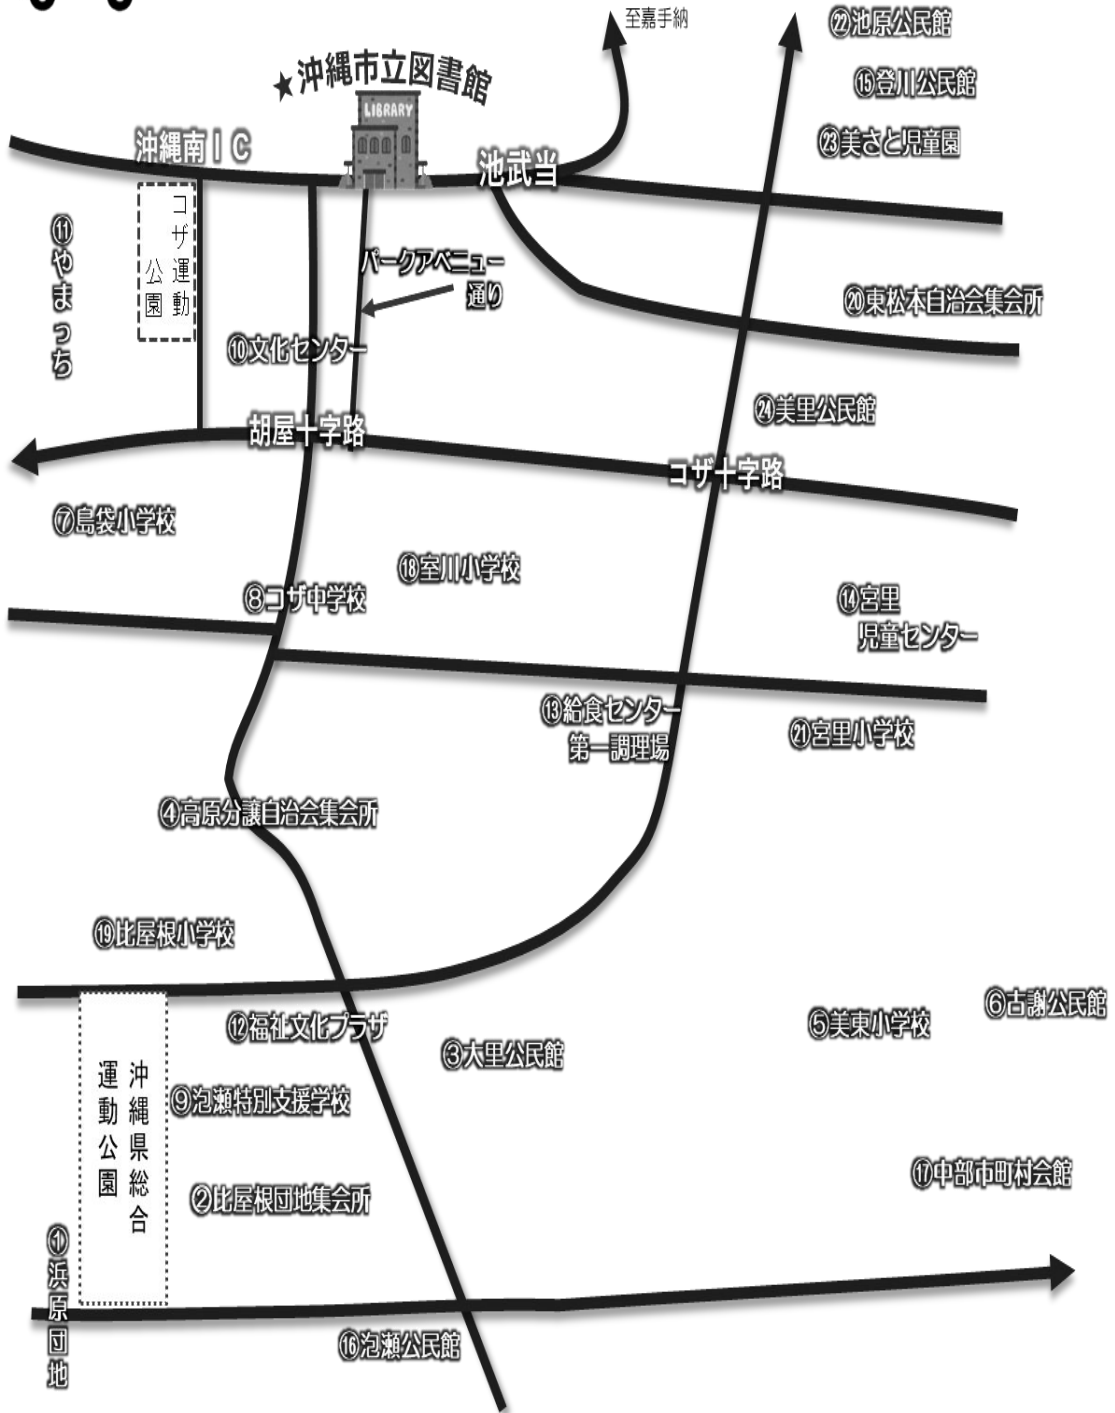 至嘉手納
㉒池原公民館
★沖縄市立図書館
LIBRARY
⑮登川公民館
㉓美さと児童園
沖縄南IC
池武当
コザ運動
公園
⑪やまっち
パークアベニュー
通り
⑳東松本自治会集会所
⑩文化センター
㉔美里公民館
胡屋十字路
コザ十字路
⑦島袋小学校
⑱室川小学校
⑧コザ中学校
⑭宮里
児童センター
⑬給食センター
第一調理場
㉑宮里小学校
④高原分譲自治会集会所
⑲比屋根小学校
⑥古謝公民館
⑫福祉文化プラザ
⑤美東小学校
③大里公民館
沖縄県総合
運動公園
⑨泡瀬特別支援学校
⑰中部市町村会館
②比屋根団地集会所
①浜原団地
⑯泡瀬公民館